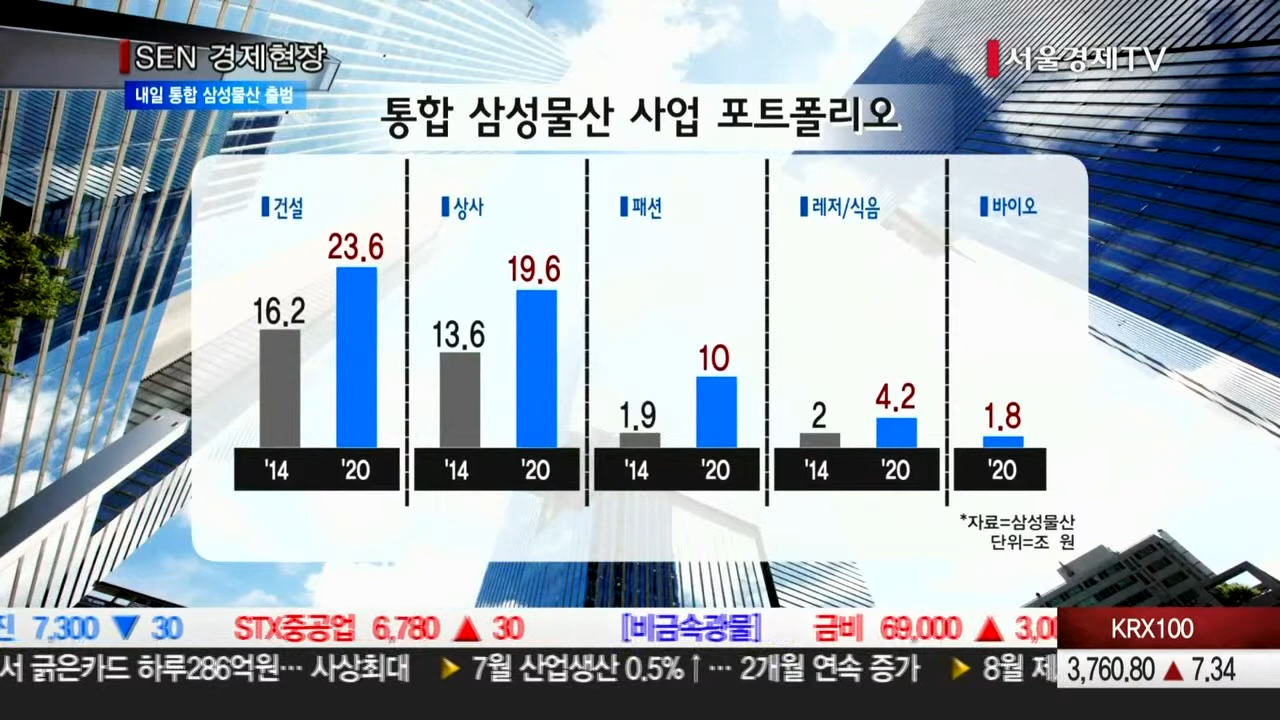 SEN 경제현장
서울경제TV
내일 통합 삼성물산 출범
통합 삼성물산 사업 포트폴리오
건설
16.2
23.6
'14
'20
상사
13.6
19.6
'14
'20
패션
1.9
10
'14
'20
레저/식음
2
4.2
'14
'20
바이오
1.8
'20
*자료=삼성물산
단위=조 원
진 7,300 ▼ 30 STX중공업 6,780 ▲ 30 [비금속광물] 금비 69,000 ▲ 3,00
KRX100
서 긁은카드 하루286억원… 사상최대 ▶ 7월 산업생산 0.5%↑… 2개월 연속 증가 ▶ 8월 제
3,760.80 ▲ 7.34